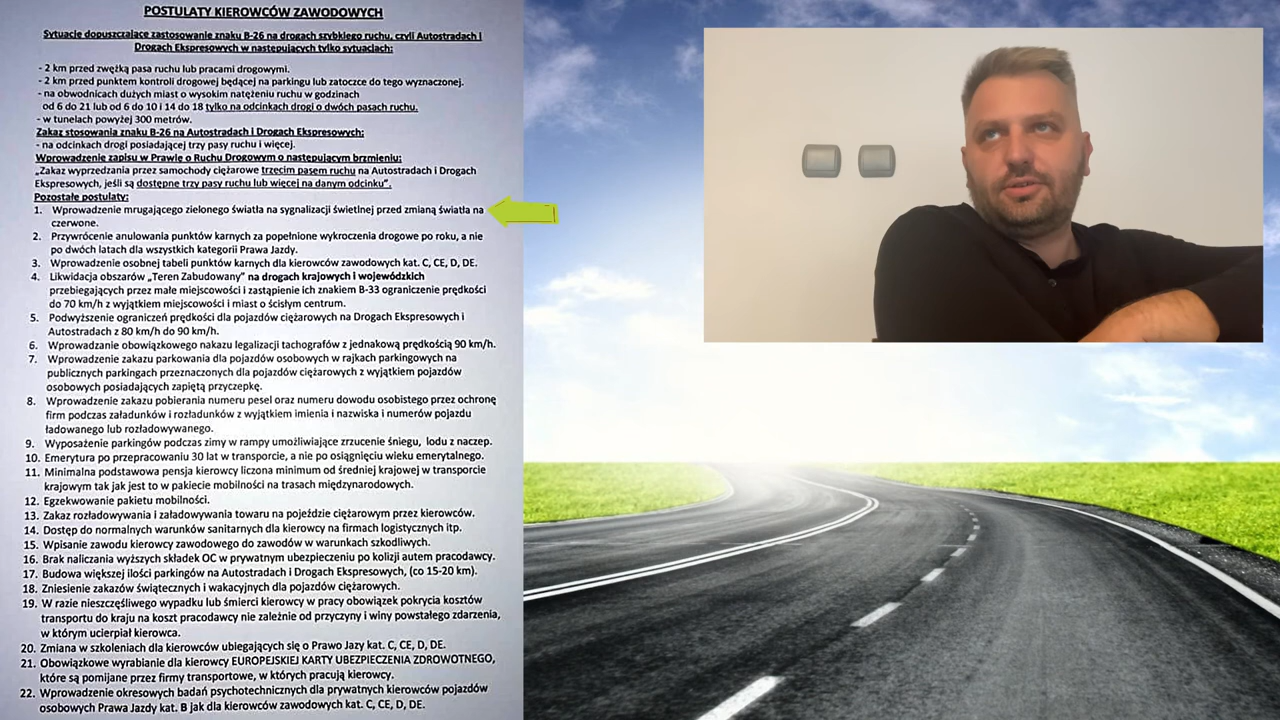 POSTULATY KIEROWCÓW ZAWODOWYCH
Sytuacje dopuszczające zastosowanie znaku B-26 na drogach szybkiego ruchu, czyli Autostradach i
Drogach Ekspresowych w następujących tylko sytuacjach:
- 2 km przed zwężką pasa ruchu lub pracami drogowymi.
- 2 km przed punktem kontroli drogowej będącej na parkingu lub zatoczce do tego wyznaczonej.
- na obwodnicach dużych miast o wysokim natężeniu ruchu w godzinach
od 6 do 21 lub od 6 do 10 i 14 do 18 tylko na odcinkach drogi o dwóch pasach ruchu.
- w tunelach powyżej 300 metrów.
Zakaz stosowania znaku B-26 na Autostradach i Drogach Ekspresowych:
- na odcinkach drogi posiadającej trzy pasy ruchu i więcej.
Wprowadzenie zapisu w Prawie o Ruchu Drogowym o następującym brzmieniu:
„Zakaz wyprzedzania przez samochody ciężarowe trzecim pasem ruchu na Autostradach i Drogach
Ekspresowych, jeśli są dostępne trzy pasy ruchu lub więcej na danym odcinku”.
Pozostałe postulaty:
1. Wprowadzenie mrugającego zielonego światła na sygnalizacji świetlnej przed zmianą światła na
czerwone.
2. Przywrócenie anulowania punktów karnych za popełnione wykroczenia drogowe po roku, a nie
po dwóch latach dla wszystkich kategorii Prawa Jazdy.
3. Wprowadzenie osobnej tabeli punktów karnych dla kierowców zawodowych kat. C, CE, D, DE.
4. Likwidacja obszarów „Teren Zabudowany” na drogach krajowych i wojewódzkich
przebiegających przez małe miejscowości i zastąpienie ich znakiem B-33 ograniczenie prędkości
do 70 km/h z wyjątkiem miejscowości i miast o ścisłym centrum.
5. Podwyższenie ograniczeń prędkości dla pojazdów ciężarowych na Drogach Ekspresowych i
Autostradach z 80 km/h do 90 km/h.
6. Wprowadzanie obowiązkowego nakazu legalizacji tachografów z jednakową prędkością 90 km/h.
7. Wprowadzenie zakazu parkowania dla pojazdów osobowych w rajkach parkingowych na
publicznych parkingach przeznaczonych dla pojazdów ciężarowych z wyjątkiem pojazdów
osobowych posiadających zapiętą przyczepkę.
8. Wprowadzenie zakazu pobierania numeru pesel oraz numeru dowodu osobistego przez ochronę
firm podczas załadunków i rozładunków z wyjątkiem imienia i nazwiska i numerów pojazdu
ładowanego lub rozładowywanego.
9. Wyposażenie parkingów podczas zimy w rampy umożliwiające zrzucenie śniegu, lodu z naczep.
10. Emerytura po przepracowaniu 30 lat w transporcie, a nie po osiągnięciu wieku emerytalnego.
11. Minimalna podstawowa pensja kierowcy liczona minimum od średniej krajowej w transporcie
krajowym tak jak jest to w pakiecie mobilności na trasach międzynarodowych.
12. Egzekwowanie pakietu mobilności.
13. Zakaz rozładowywania i załadowywania towaru na pojeździe ciężarowym przez kierowców.
14. Dostęp do normalnych warunków sanitarnych dla kierowcy na firmach logistycznych itp.
15. Wpisanie zawodu kierowcy zawodowego do zawodów w warunkach szkodliwych.
16. Brak naliczania wyższych składek OC w prywatnym ubezpieczeniu po kolizji autem pracodawcy.
17. Budowa większej ilości parkingów na Autostradach i Drogach Ekspresowych, (co 15-20 km).
18. Zniesienie zakazów świątecznych i wakacyjnych dla pojazdów ciężarowych.
19. W razie nieszczęśliwego wypadku lub śmierci kierowcy w pracy obowiązek pokrycia kosztów
transportu do kraju na koszt pracodawcy nie zależnie od przyczyny i winy powstałego zdarzenia,
w którym ucierpiał kierowca.
20. Zmiana w szkoleniach dla kierowców ubiegających się o Prawo Jazy kat. C, CE, D, DE.
21. Obowiązkowe wyrabianie dla kierowcy EUROPEJSKIEJ KARTY UBEZPIECZENIA ZDROWOTNEGO,
które są pomijane przez firmy transportowe, w których pracują kierowcy.
22. Wprowadzenie okresowych badań psychotechnicznych dla prywatnych kierowców pojazdów
osobowych Prawa Jazdy kat. B jak dla kierowców zawodowych kat. C, CE, D, DE.